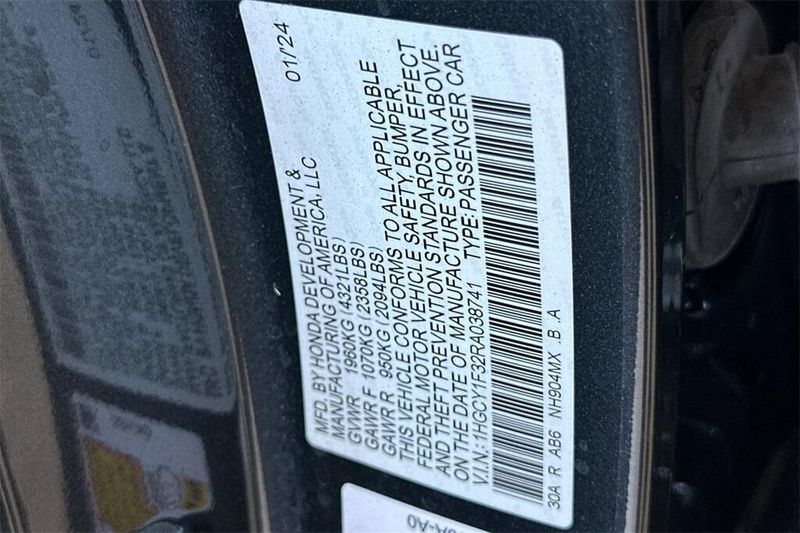 MFD. BY HONDA DEVELOPMENT & 01/24
MANUFACTURING OF AMERICA, LLC
GVWR 1960KG (4321LBS)
GAWR F 1070KG (2358LBS)
GAWR R 950KG (2094LBS)
THIS VEHICLE CONFORMS TO ALL APPLICABLE
FEDERAL MOTOR VEHICLE SAFETY, BUMPER,
AND THEFT PREVENTION STANDARDS IN EFFECT
ON THE DATE OF MANUFACTURE SHOWN ABOVE.
V.I.N.: 1HGCY1F32RA038741 TYPE: PASSENGER CAR
30A R AB6 NH904MX B A
A-A0